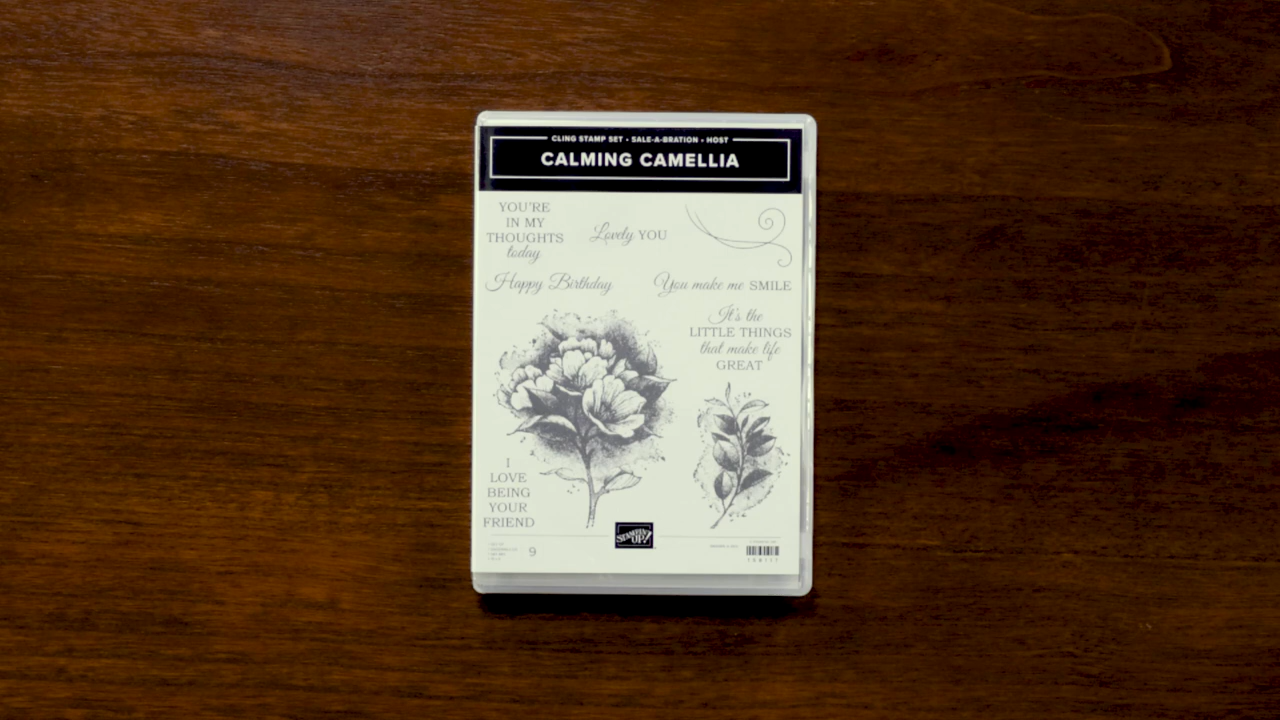 CLING STAMP SET • SALE-A-BRATION • HOST
CALMING CAMELLIA
YOU'RE
IN MY
THOUGHTS
today
Lovely YOU
Happy Birthday
You make me SMILE
It's the
LITTLE THINGS
that make life
GREAT
I
LOVE
BEING
YOUR
FRIEND
STAMPIN'
UP!
9